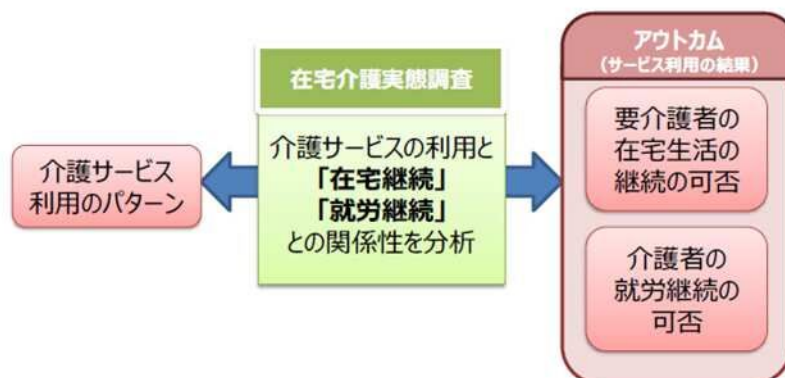 介護サービス
利用のパターン
在宅介護実態調査
介護サービスの利用と
「在宅継続」
「就労継続」
との関係性を分析
アウトカム
（サービス利用の結果）
要介護者の
在宅生活の
継続の可否
介護者の
就労継続の
可否